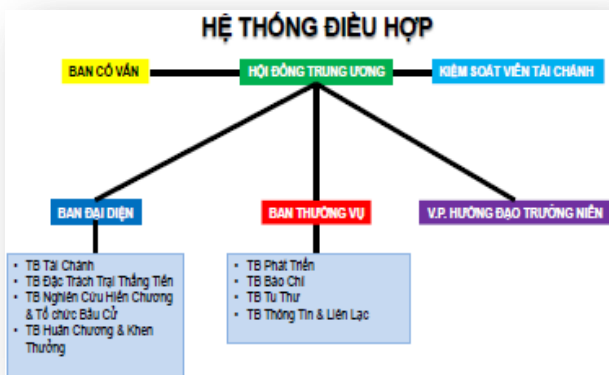 HỆ THỐNG ĐIỀU HỢP
BAN CỐ VẤN
HỘI ĐỒNG TRUNG ƯƠNG
KIỂM SOÁT VIÊN TÀI CHÁNH
BAN ĐẠI DIỆN
BAN THƯỜNG VỤ
V.P. HƯỚNG ĐẠO TRƯỞNG NIÊN
• TB Tài Chánh
• TB Đặc Trách Trại Thẳng Tiến
• TB Nghiên Cứu Hiến Chương
& Tổ chức Bầu Cử
• TB Huân Chương & Khen
Thưởng
• TB Phát Triển
• TB Báo Chí
• TB Tu Thư
• TB Thông Tin & Liên Lạc